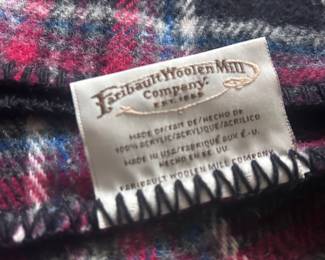 Faribault Woolen Mill
Company.
EST. 1865
MADE OF/FAIT DE/HECHO DE
100% ACRYLIC/ACRYLIQUE/ACRILICO
MADE IN USA/FABRIQUÉ AUX É.-U.
HECHO EN EE.UU.
FARIBAULT WOOLEN MILL COMPANY